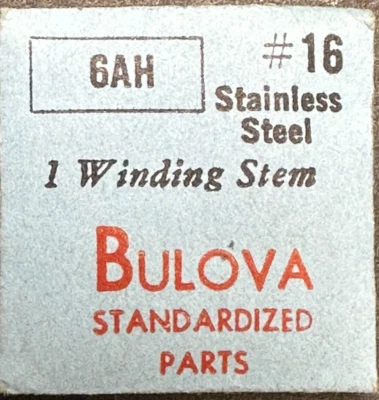 6AH
#16
Stainless
Steel
1 Winding Stem
BULOVA
STANDARDIZED
PARTS